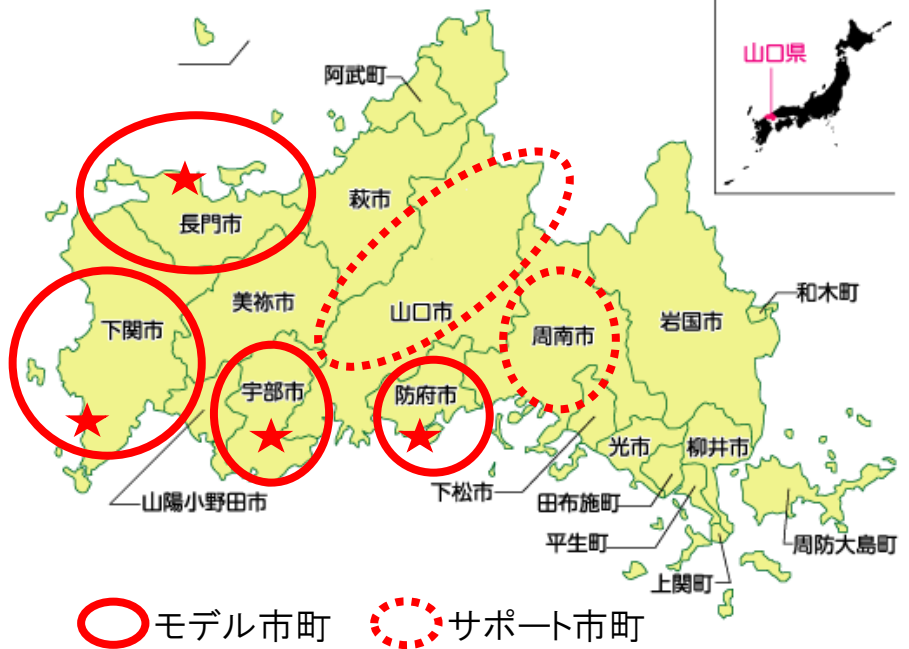 山口県
阿武町
萩市
長門市
美祢市
和木町
山口市
下関市
岩国市
周南市
宇部市
防府市
光市
柳井市
下松市
山陽小野田市
田布施町
平生町
周防大島町
上関町
モデル市町
サポート市町